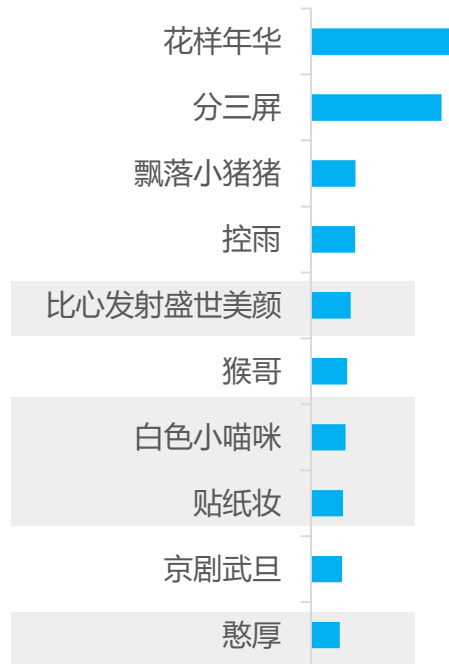 花样年华
分三屏
飘落小猪猪
控雨
比心发射盛世美颜
猴哥
白色小喵咪
贴纸妆
京剧武旦
憨厚